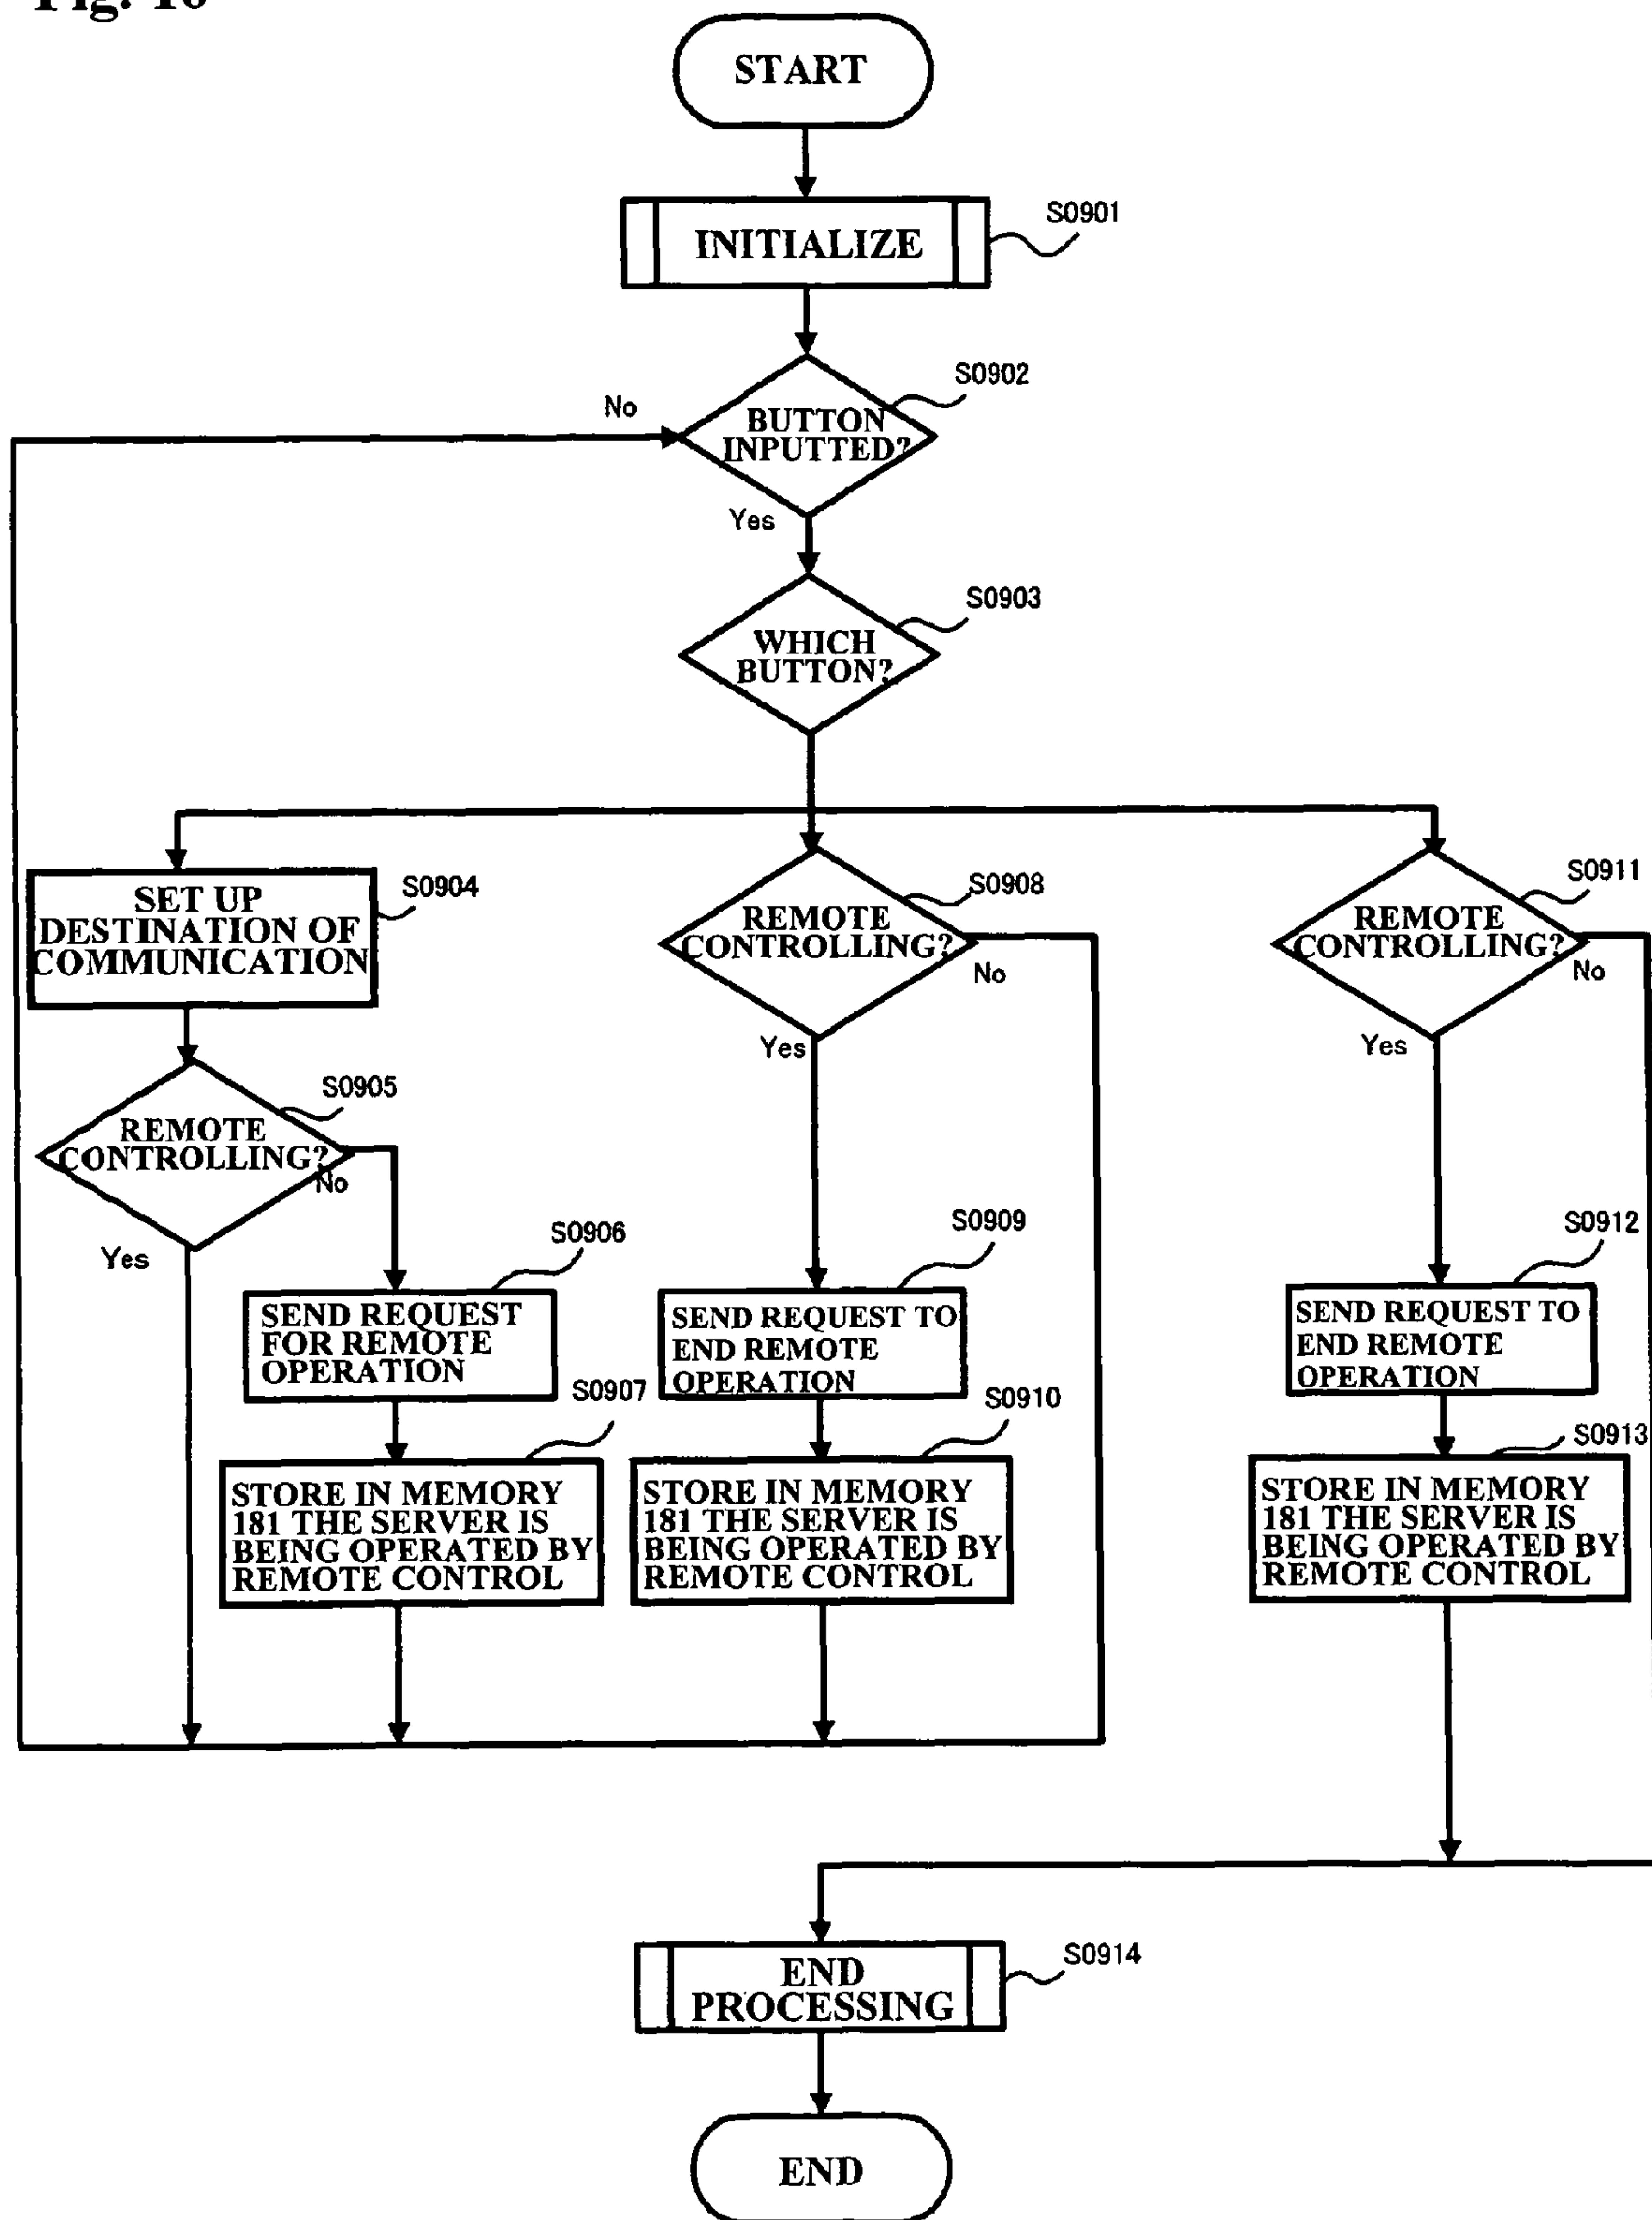 START
INITIALIZE
S0901
S0902
No
BUTTON
INPUTTED?
Yes
S0903
WHICH
BUTTON?
SET UP
DESTINATION OF
COMMUNICATION
S0904
S0908
REMOTE
CONTROLLING?
No
Yes
S0911
REMOTE
CONTROLLING?
No
Yes
S0905
REMOTE
CONTROLLING?
No
Yes
S0906
SEND REQUEST
FOR REMOTE
OPERATION
S0909
SEND REQUEST TO
END REMOTE
OPERATION
S0912
SEND REQUEST TO
END REMOTE
OPERATION
S0907
STORE IN MEMORY
181 THE SERVER IS
BEING OPERATED BY
REMOTE CONTROL
S0910
STORE IN MEMORY
181 THE SERVER IS
BEING OPERATED BY
REMOTE CONTROL
S0913
STORE IN MEMORY
181 THE SERVER IS
BEING OPERATED BY
REMOTE CONTROL
END
PROCESSING
S0914
END